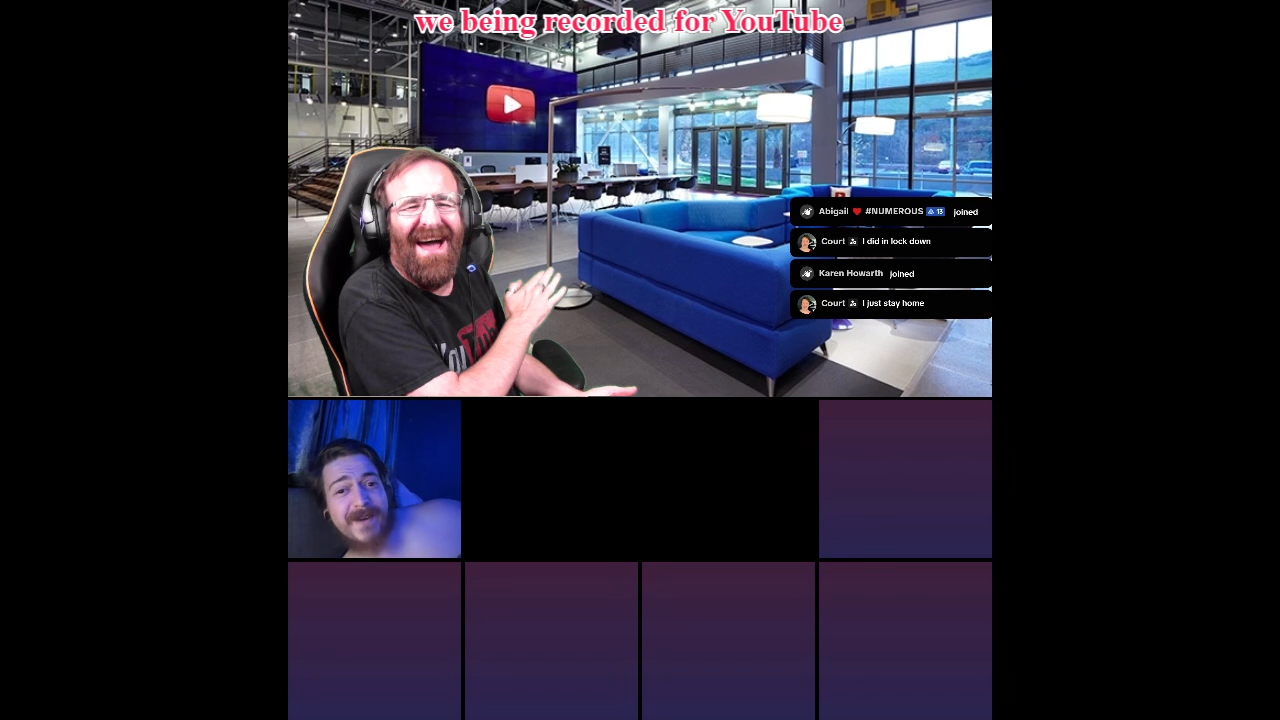 we being recorded for YouTube
Abigail ❤️ #NUMEROUS 13 joined
Court I did in lock down
Karen Howarth joined
Court I just stay home